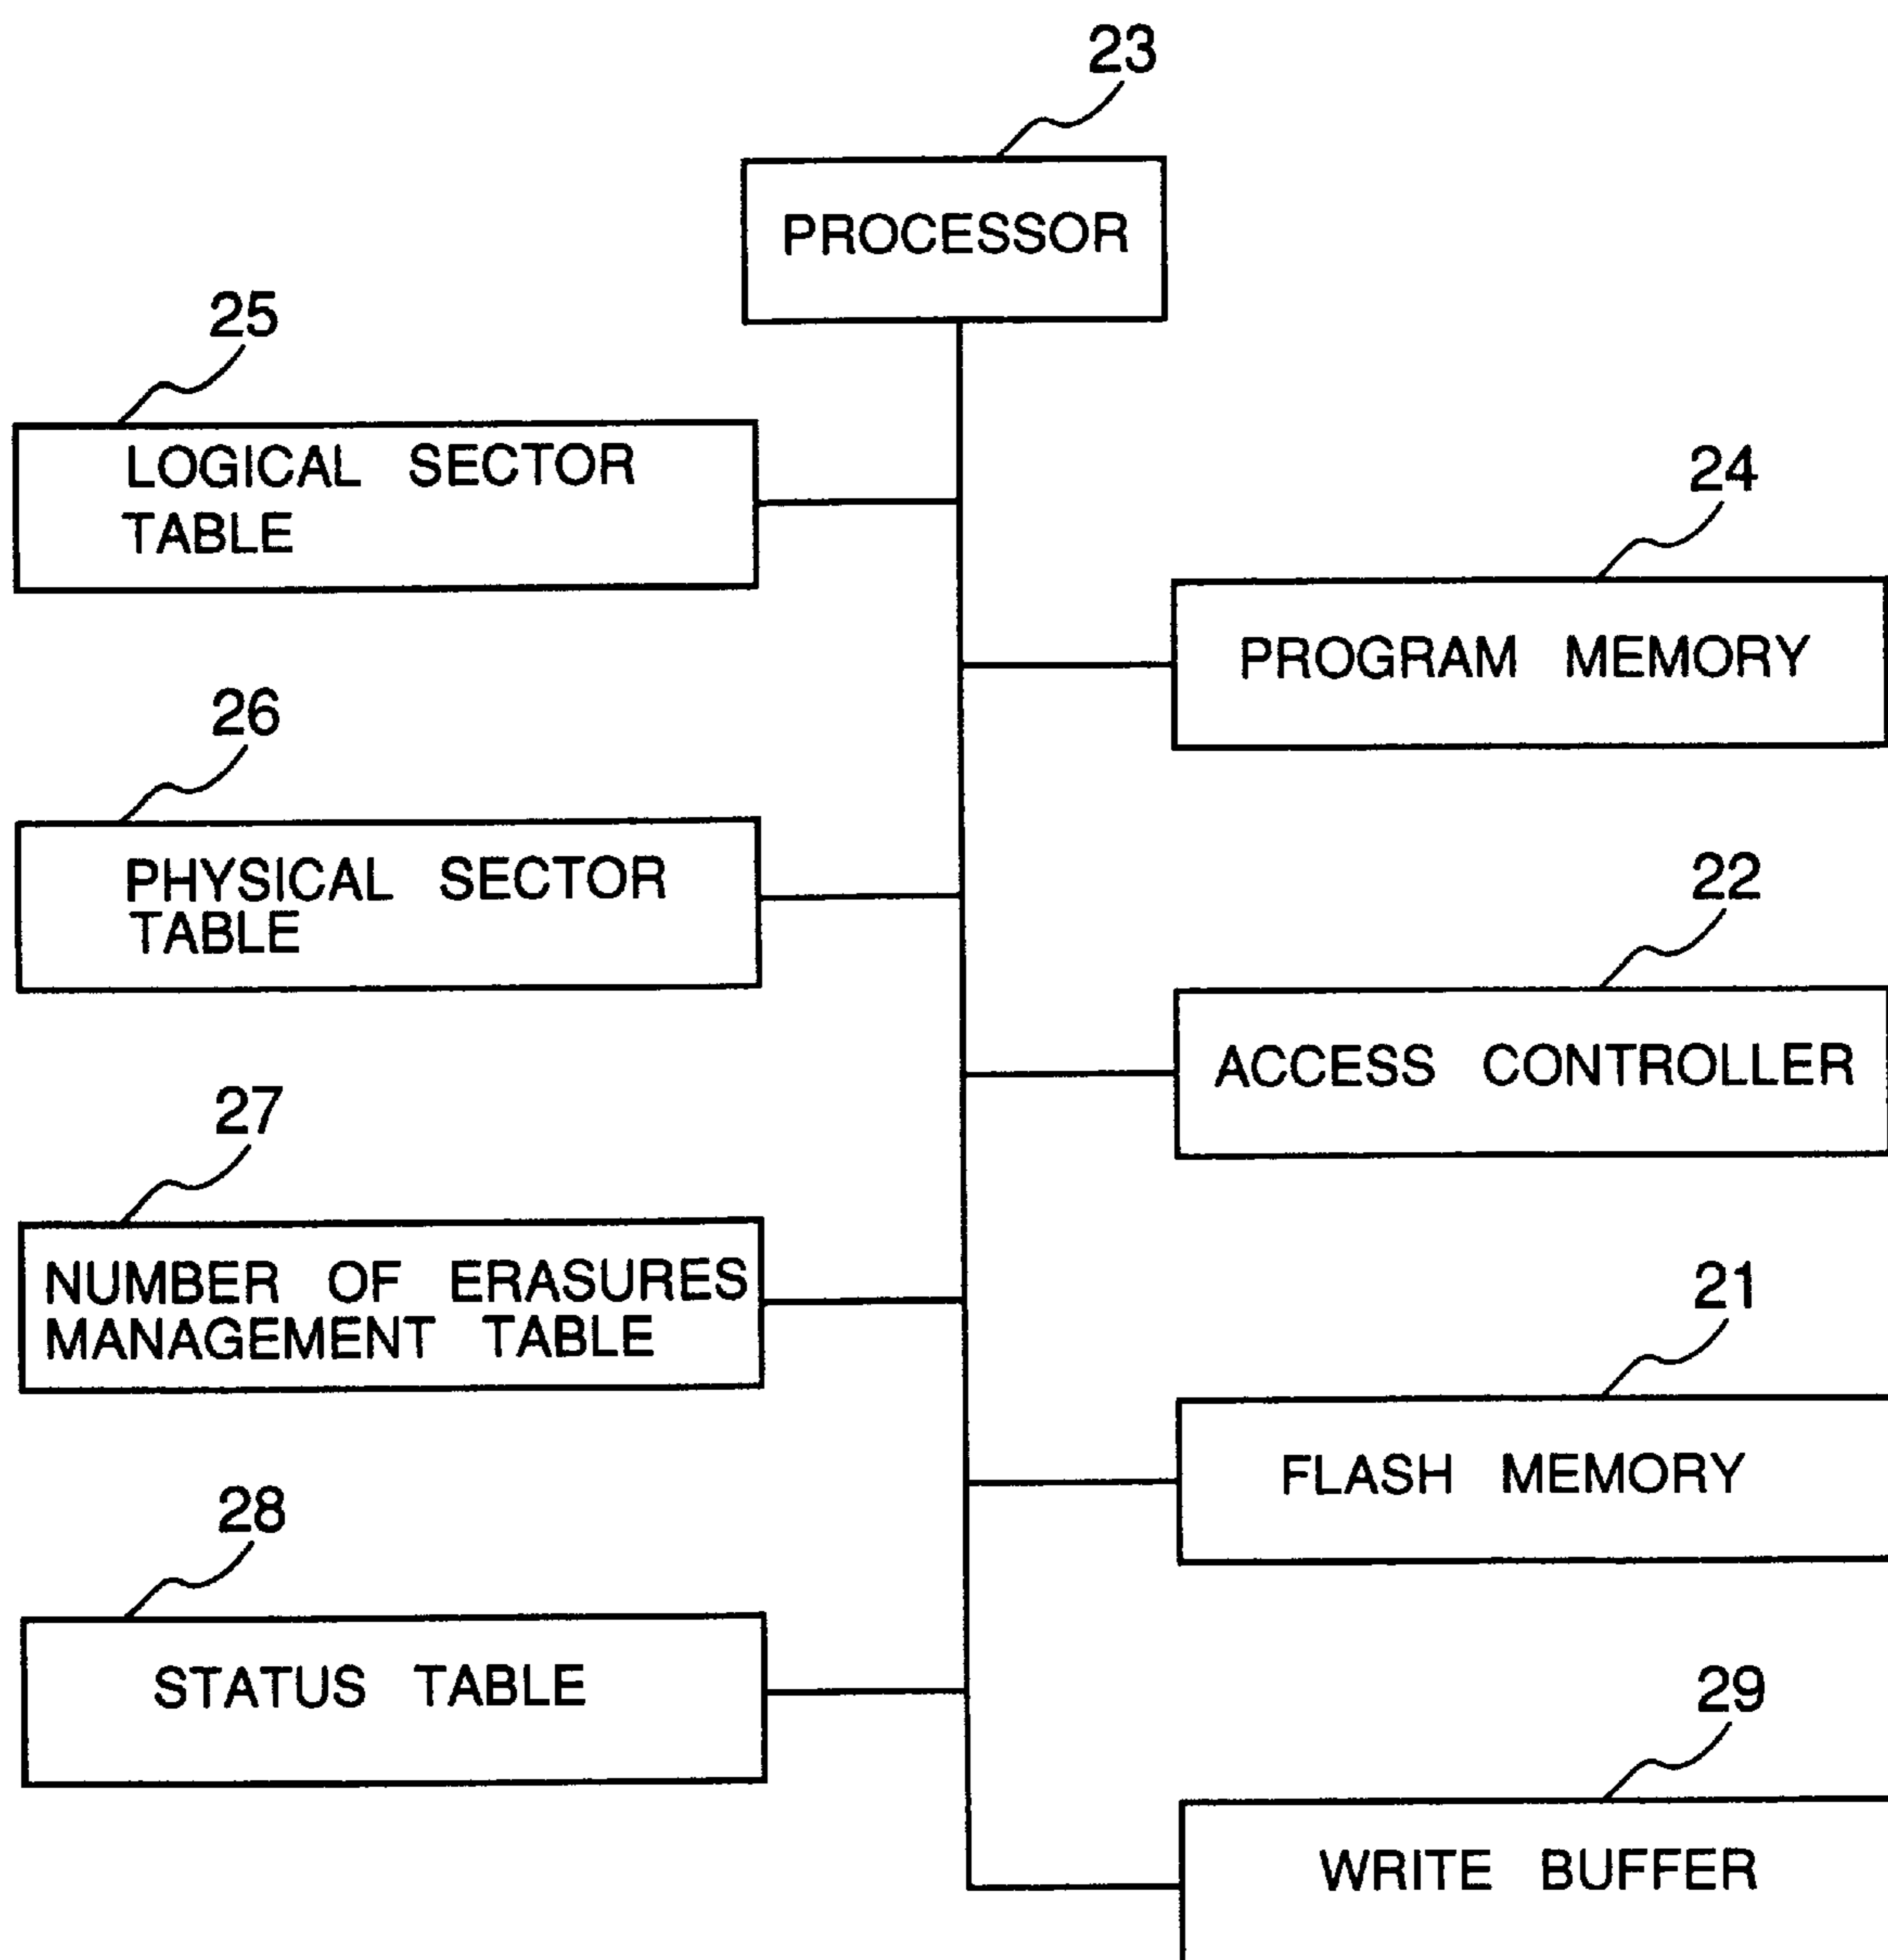 23
PROCESSOR
25
LOGICAL SECTOR
TABLE
24
PROGRAM MEMORY
26
PHYSICAL SECTOR
TABLE
22
ACCESS CONTROLLER
27
NUMBER OF ERASURES
MANAGEMENT TABLE
21
FLASH MEMORY
28
STATUS TABLE
29
WRITE BUFFER